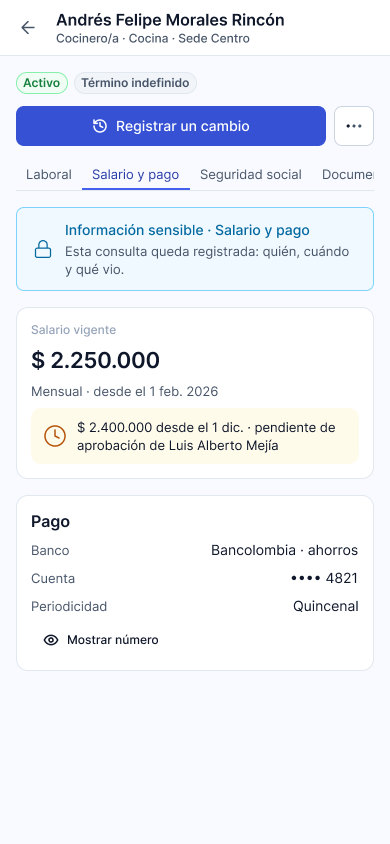 Andrés Felipe Morales Rincón
Cocinero/a · Cocina · Sede Centro
Activo
Término indefinido
Registrar un cambio
Laboral Salario y pago Seguridad social Documen
Información sensible · Salario y pago
Esta consulta queda registrada: quién, cuándo
y qué vio.
Salario vigente
$ 2.250.000
Mensual · desde el 1 feb. 2026
$ 2.400.000 desde el 1 dic. · pendiente de
aprobación de Luis Alberto Mejía
Pago
Banco Bancolombia · ahorros
Cuenta •••• 4821
Periodicidad Quincenal
Mostrar número